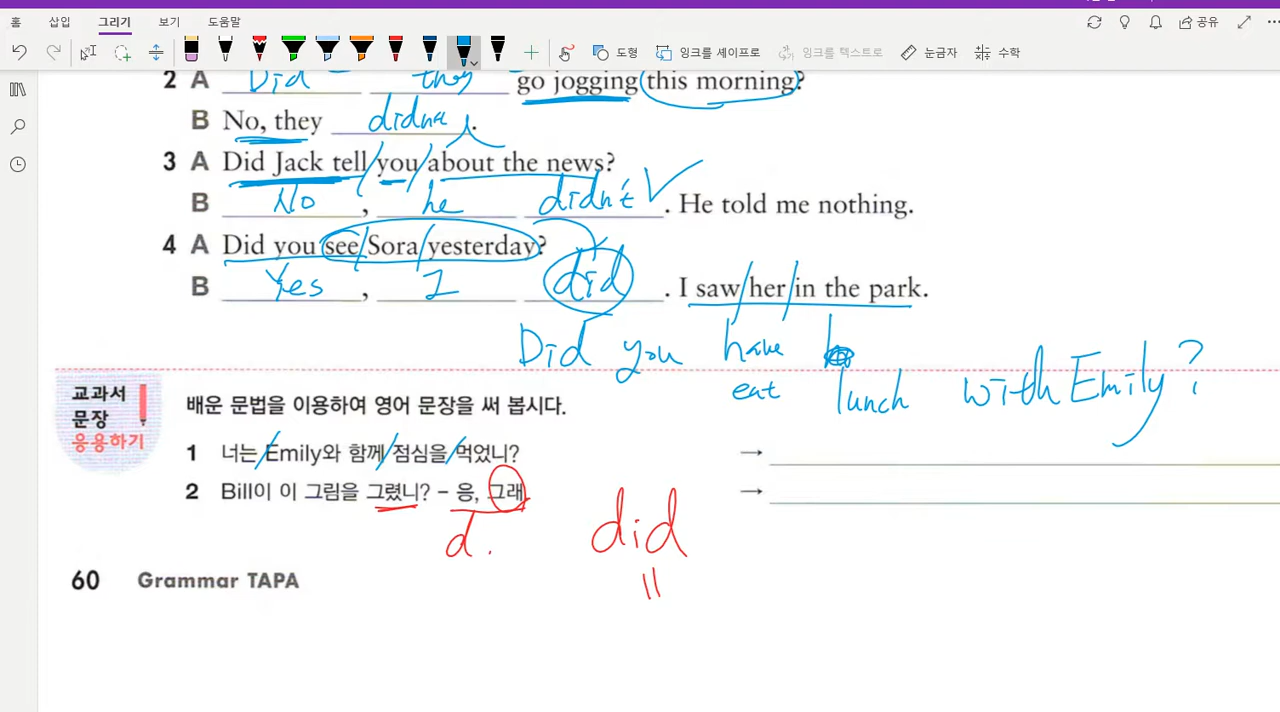 홈 삽입 그리기 보기 도움말 공유
도형 잉크를 셰이프로 잉크를 텍스트로 눈금자 수학
2 A Did they go jogging this morning?
B No, they didn't.
3 A Did Jack tell/you/about the news?
B No, he didn't. He told me nothing.
4 A Did you see/Sora/yesterday?
B Yes, I did. I saw/her/in the park.
Did you have
eat lunch with Emily?
교과서
문장
응용하기
배운 문법을 이용하여 영어 문장을 써 봅시다.
1 너는/Emily와 함께/점심을/먹었니? →
2 Bill이 이 그림을 그렸니? – 응, 그래 →
d. did
60 Grammar TAPA